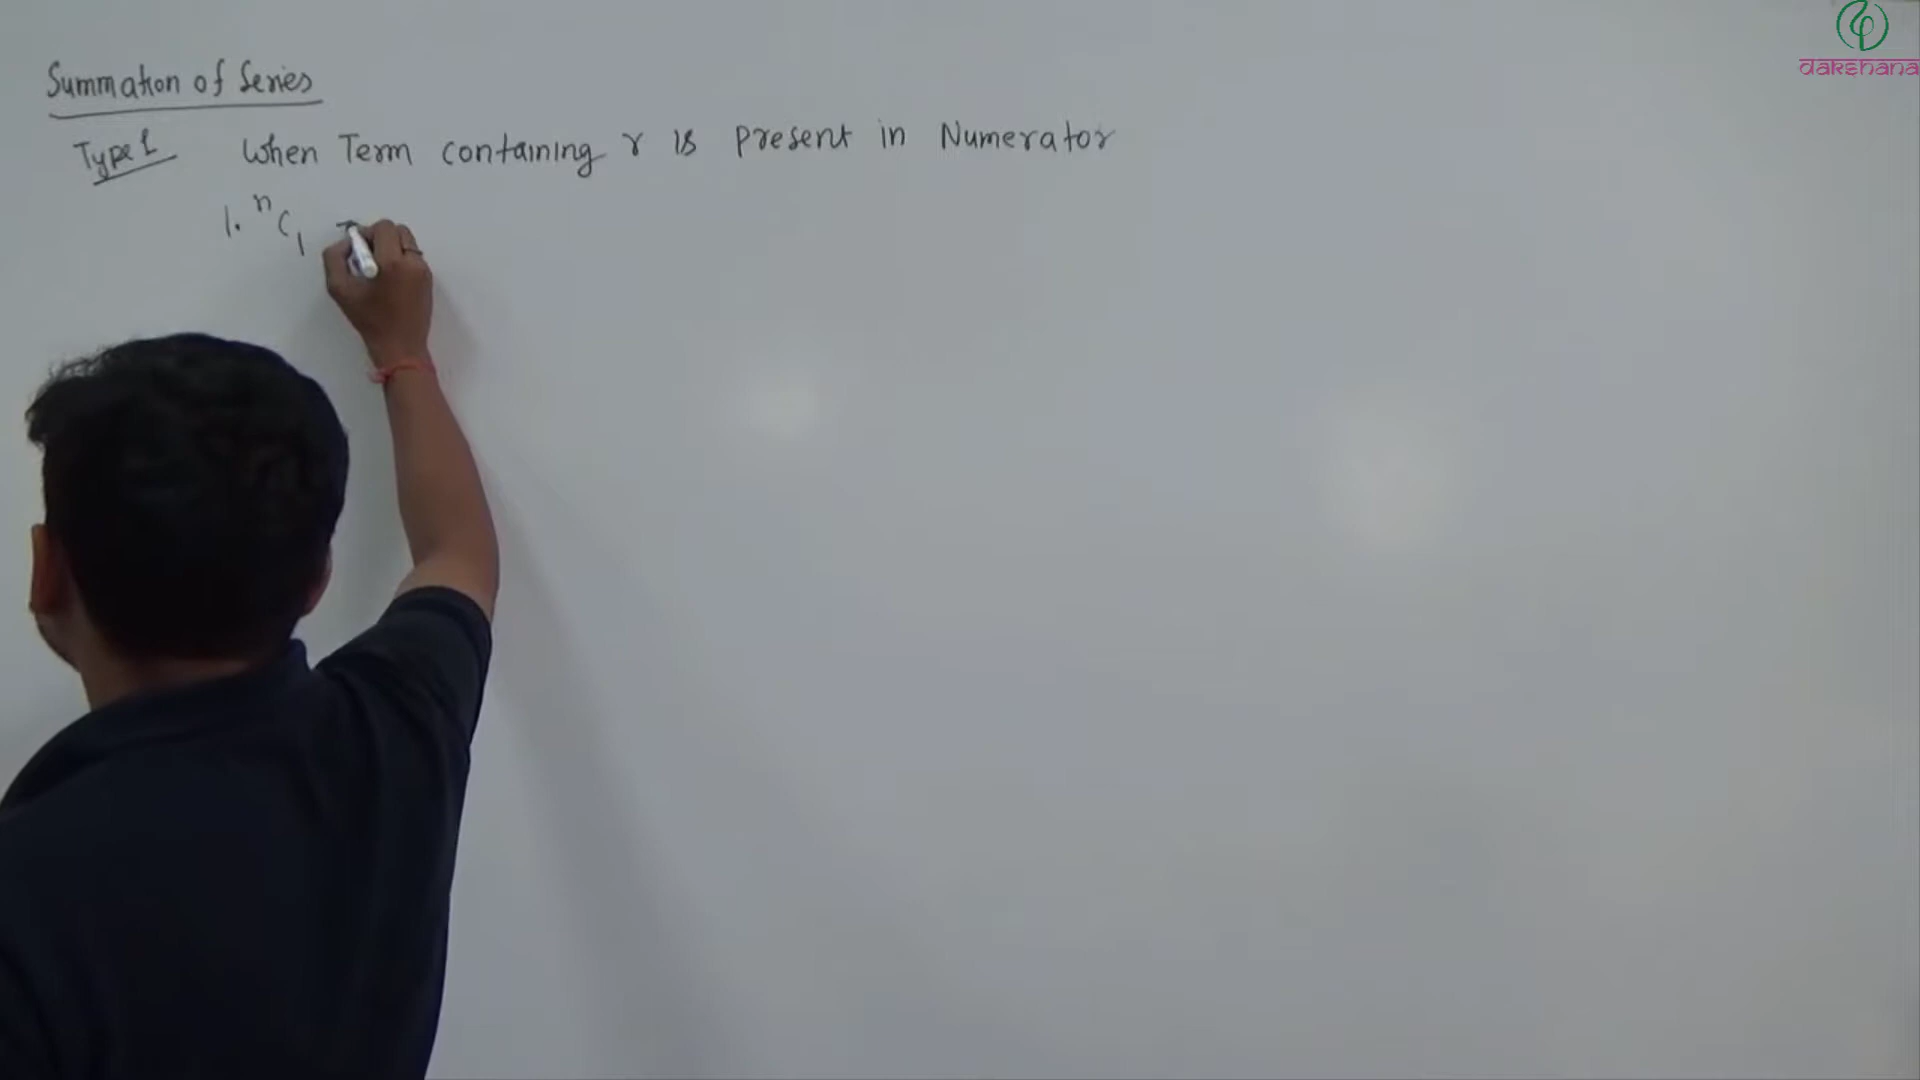 dakshana
Summation of Series
Type 1 When Term containing r is present in Numerator
1. ⁿC₁